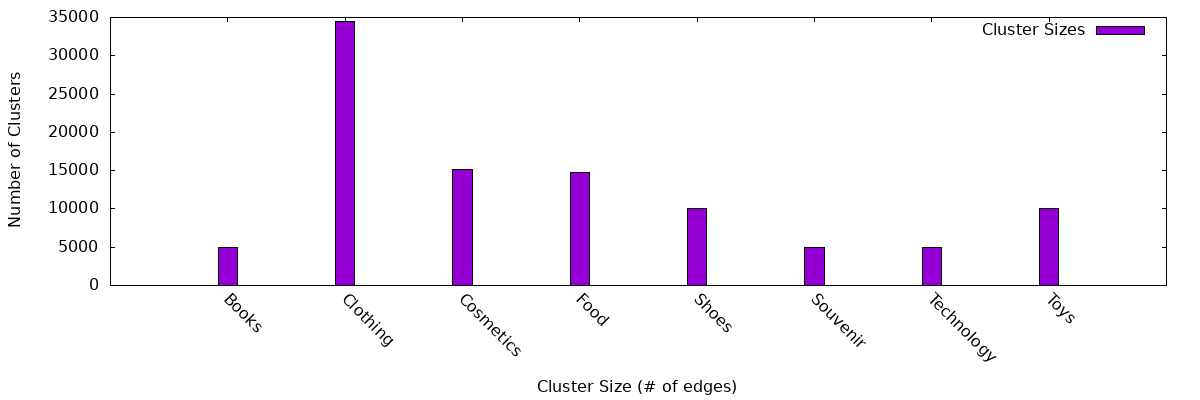 35000
30000
25000
20000
15000
10000
5000
0
Number of Clusters
Cluster Sizes
Books
Clothing
Cosmetics
Food
Shoes
Souvenir
Technology
Toys
Cluster Size (# of edges)